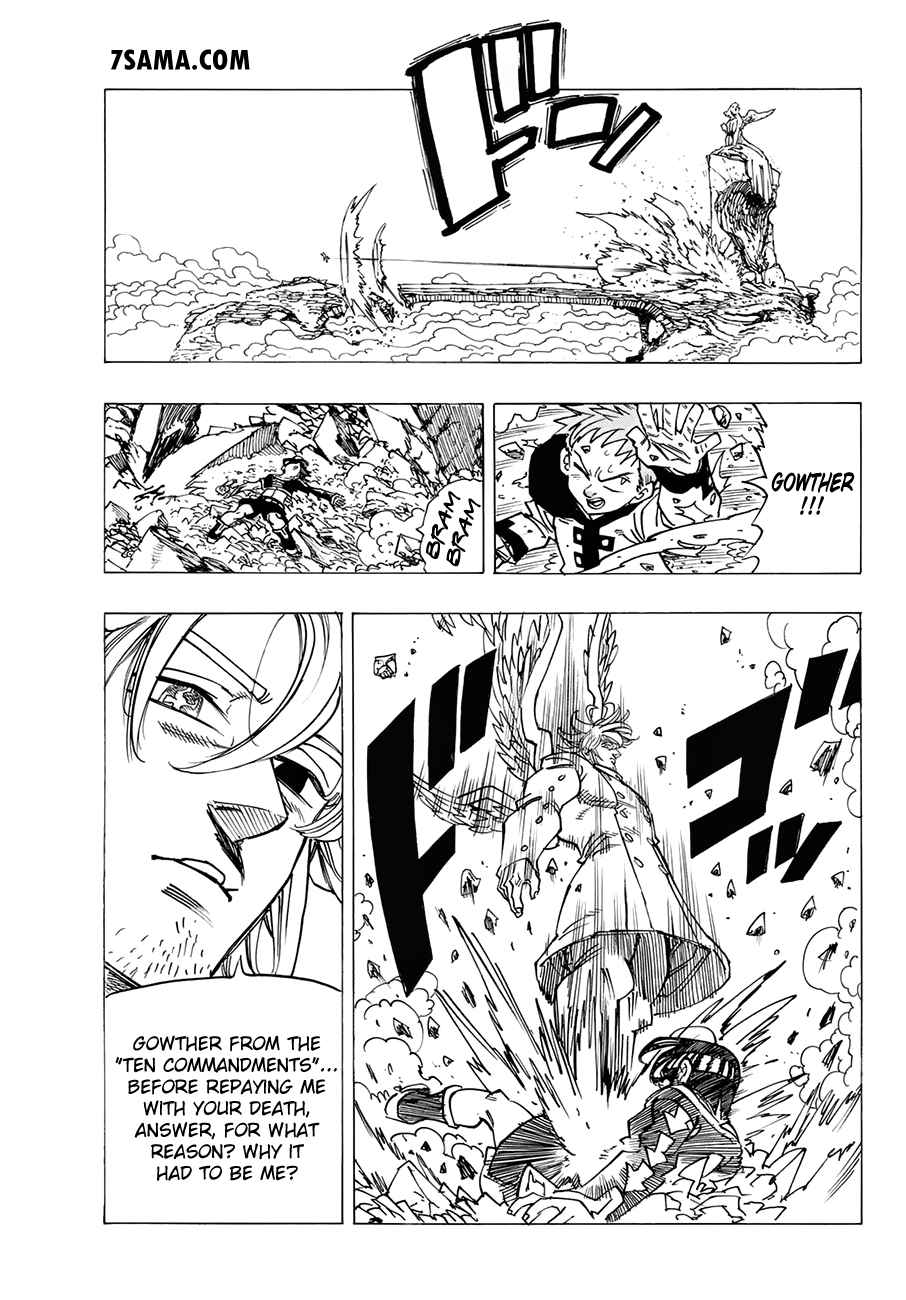 7SAMA.COM
ドドン
GOWTHER
!!!
BRAM
BRAM
ゴッ
ド
GOWTHER FROM THE
"TEN COMMANDMENTS"...
BEFORE REPAYING ME
WITH YOUR DEATH,
ANSWER, FOR WHAT
REASON? WHY IT
HAD TO BE ME?